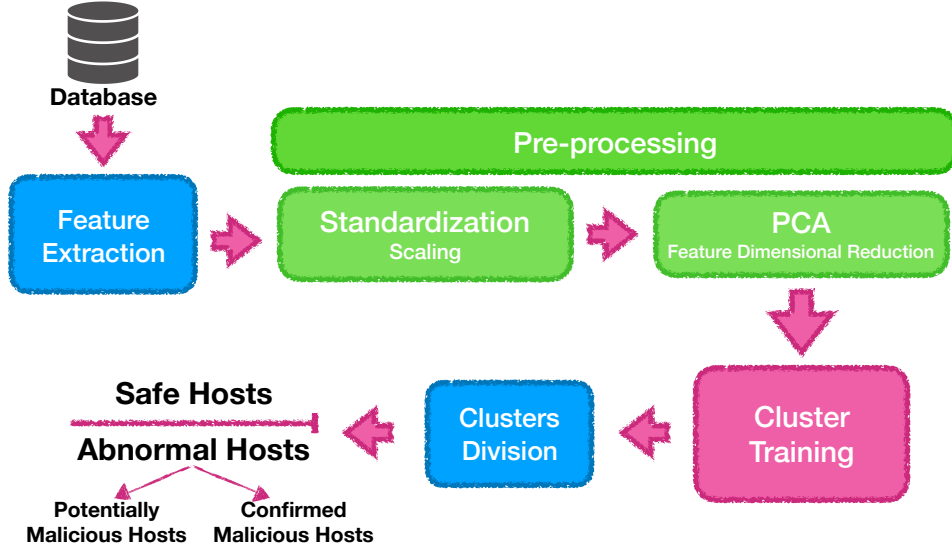 Database
Pre-processing
Feature
Extraction
Standardization
Scaling
PCA
Feature Dimensional Reduction
Cluster
Training
Clusters
Division
Safe Hosts
Abnormal Hosts
Potentially
Malicious Hosts
Confirmed
Malicious Hosts